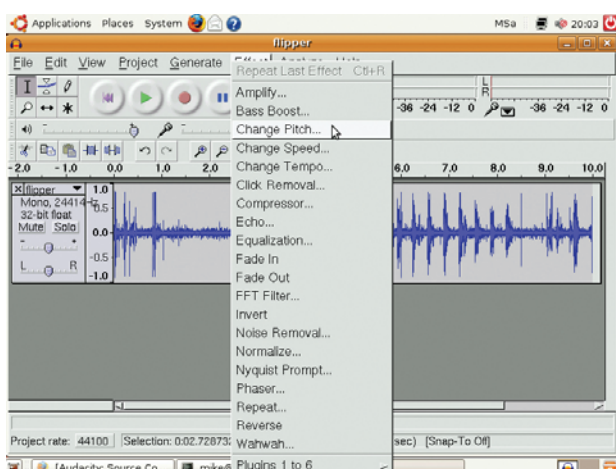 Applications Places System MSa 20:03
flipper
File Edit View Project Generate Effect Analyze Help
Repeat Last Effect Ctl+R
Amplify...
Bass Boost...
Change Pitch...
Change Speed...
Change Tempo...
Click Removal...
Compressor...
Echo...
Equalization...
Fade In
Fade Out
FFT Filter...
Invert
Noise Removal...
Normalize...
Nyquist Prompt...
Phaser...
Repeat...
Reverse
Wahwah...
Plugins 1 to 6
L
R
-36 -24 -12 0 -36 -24 -12 0
-2.0 -1.0 0.0 1.0 2.0 6.0 7.0 8.0 9.0 10.0
flipper
Mono, 24414
32-bit float
Mute Solo
- +
L R
1.0
0.5
0.0
-0.5
-1.0
Project rate: 44100 Selection: 0:02.72873 sec) [Snap-To Off]
[Audacity: Source Co mike@